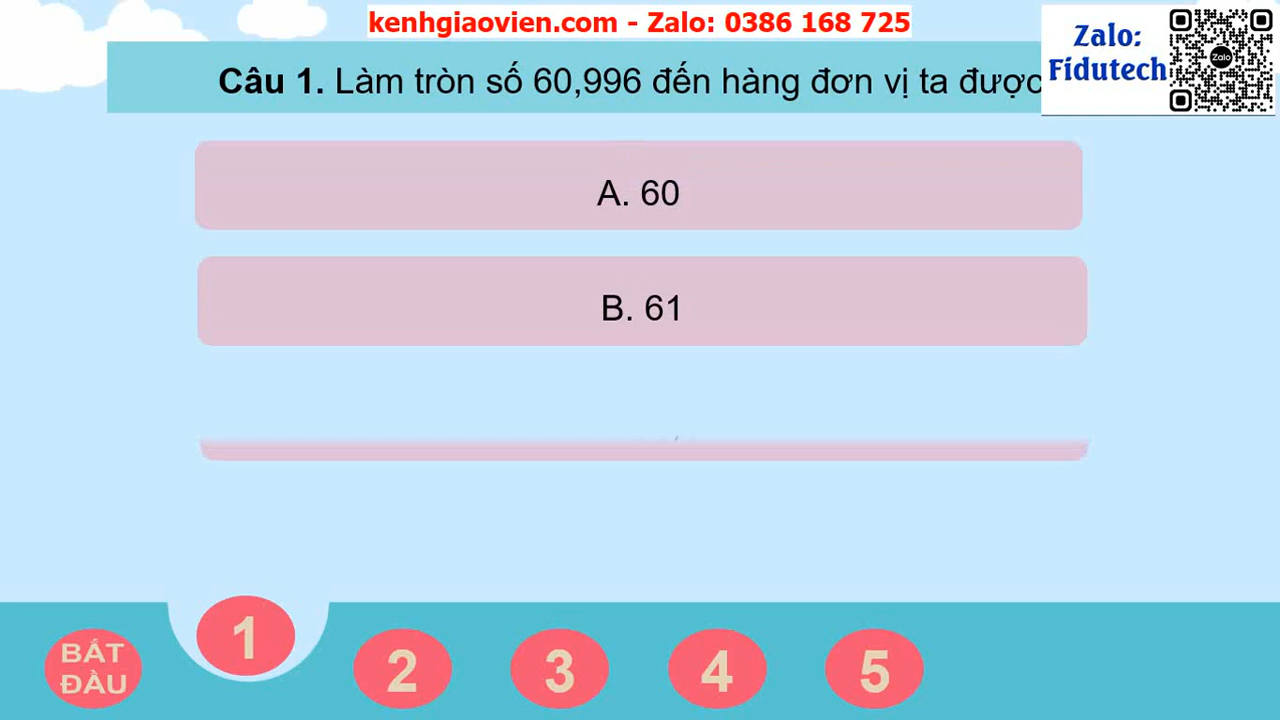 kenhgiaovien.com - Zalo: 0386 168 725
Zalo:
Fidutech
Zalo
Câu 1. Làm tròn số 60,996 đến hàng đơn vị ta được
A. 60
B. 61
BẮT
ĐẦU
1
2
3
4
5